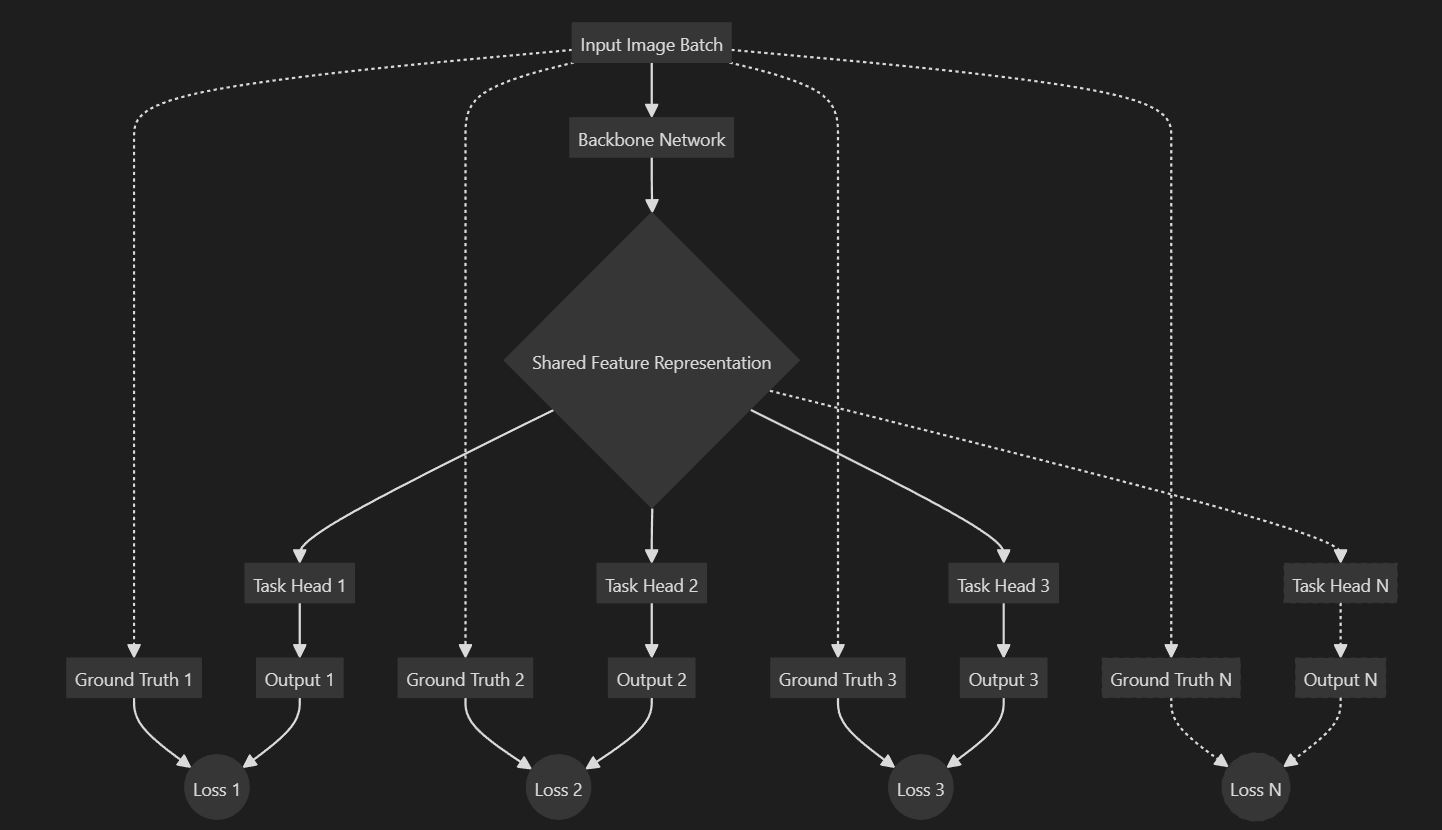 Input Image Batch
Backbone Network
Shared Feature Representation
Task Head 1
Task Head 2
Task Head 3
Task Head N
Ground Truth 1
Output 1
Ground Truth 2
Output 2
Ground Truth 3
Output 3
Ground Truth N
Output N
Loss 1
Loss 2
Loss 3
Loss N